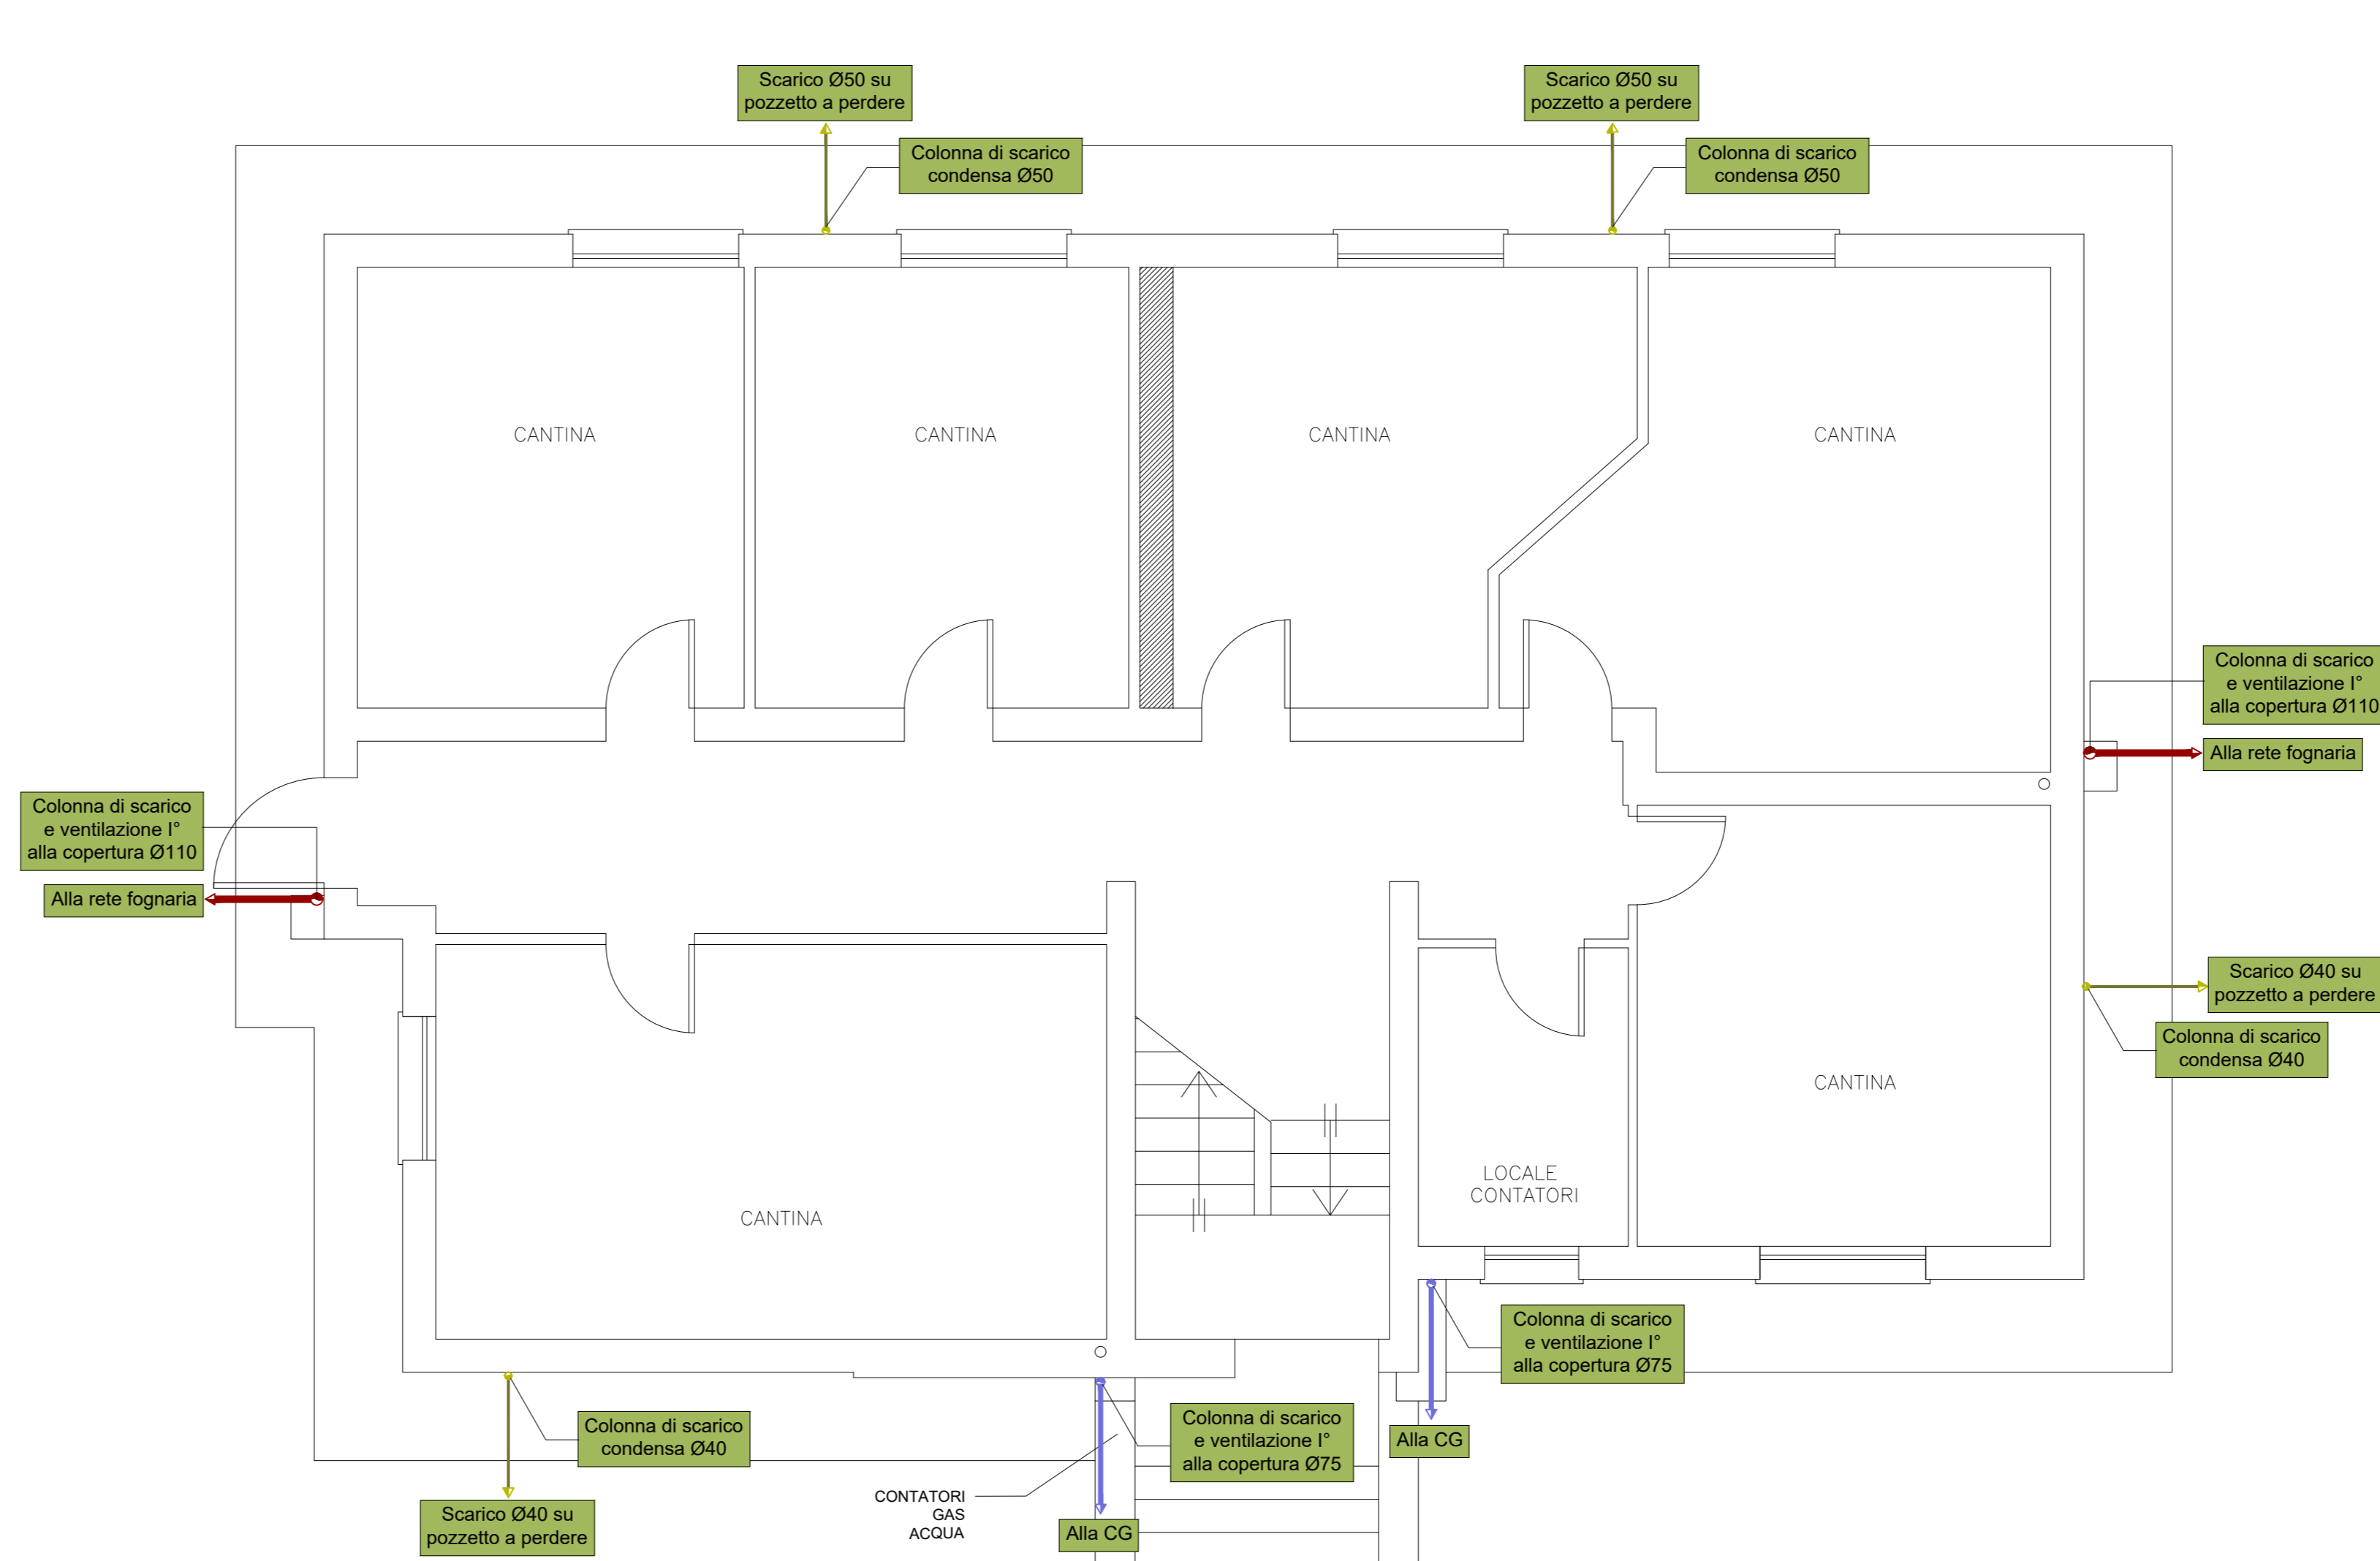 Scarico Ø50 su
pozzetto a perdere
Scarico Ø50 su
pozzetto a perdere
Colonna di scarico
condensa Ø50
Colonna di scarico
condensa Ø50
CANTINA
CANTINA
CANTINA
CANTINA
Colonna di scarico
e ventilazione I°
alla copertura Ø110
Alla rete fognaria
Colonna di scarico
e ventilazione I°
alla copertura Ø110
Alla rete fognaria
Scarico Ø40 su
pozzetto a perdere
Colonna di scarico
condensa Ø40
CANTINA
LOCALE
CONTATORI
CANTINA
Colonna di scarico
e ventilazione I°
alla copertura Ø75
Colonna di scarico
condensa Ø40
Colonna di scarico
e ventilazione I°
alla copertura Ø75
Alla CG
CONTATORI
GAS
ACQUA
Scarico Ø40 su
pozzetto a perdere
Alla CG